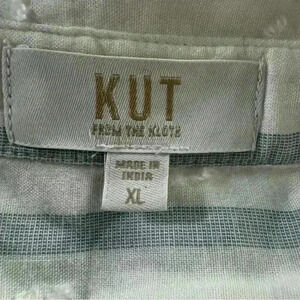 KUT
FROM THE KLOTH
MADE IN
INDIA
XL